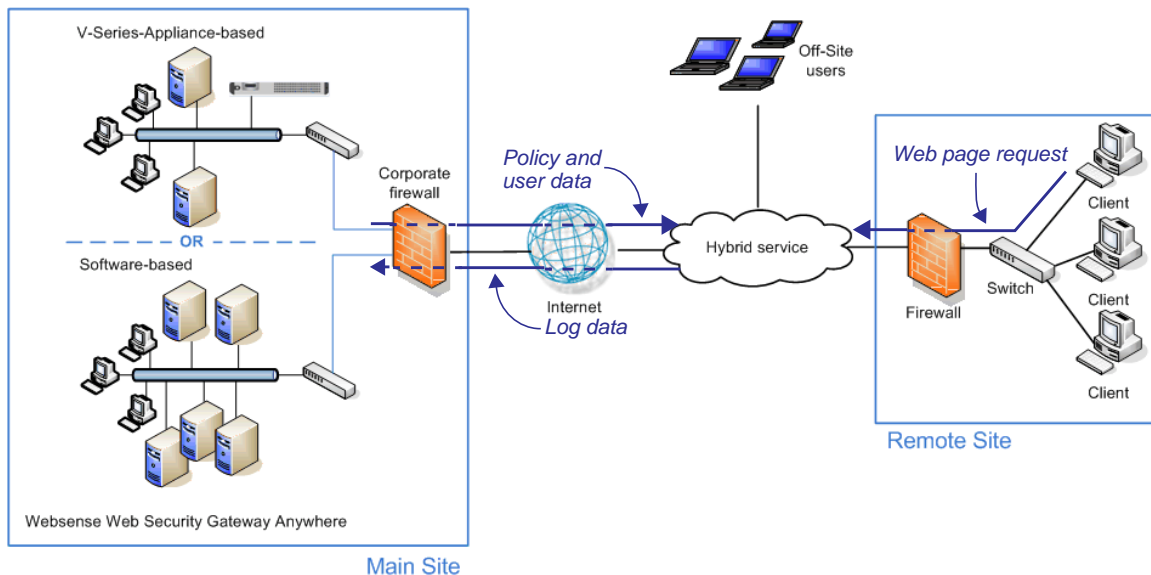 V-Series-Appliance-based
OR
Software-based
Websense Web Security Gateway Anywhere
Main Site
Corporate
firewall
Policy and
user data
Internet
Log data
Off-Site
users
Hybrid service
Web page request
Firewall
Switch
Client
Client
Client
Remote Site